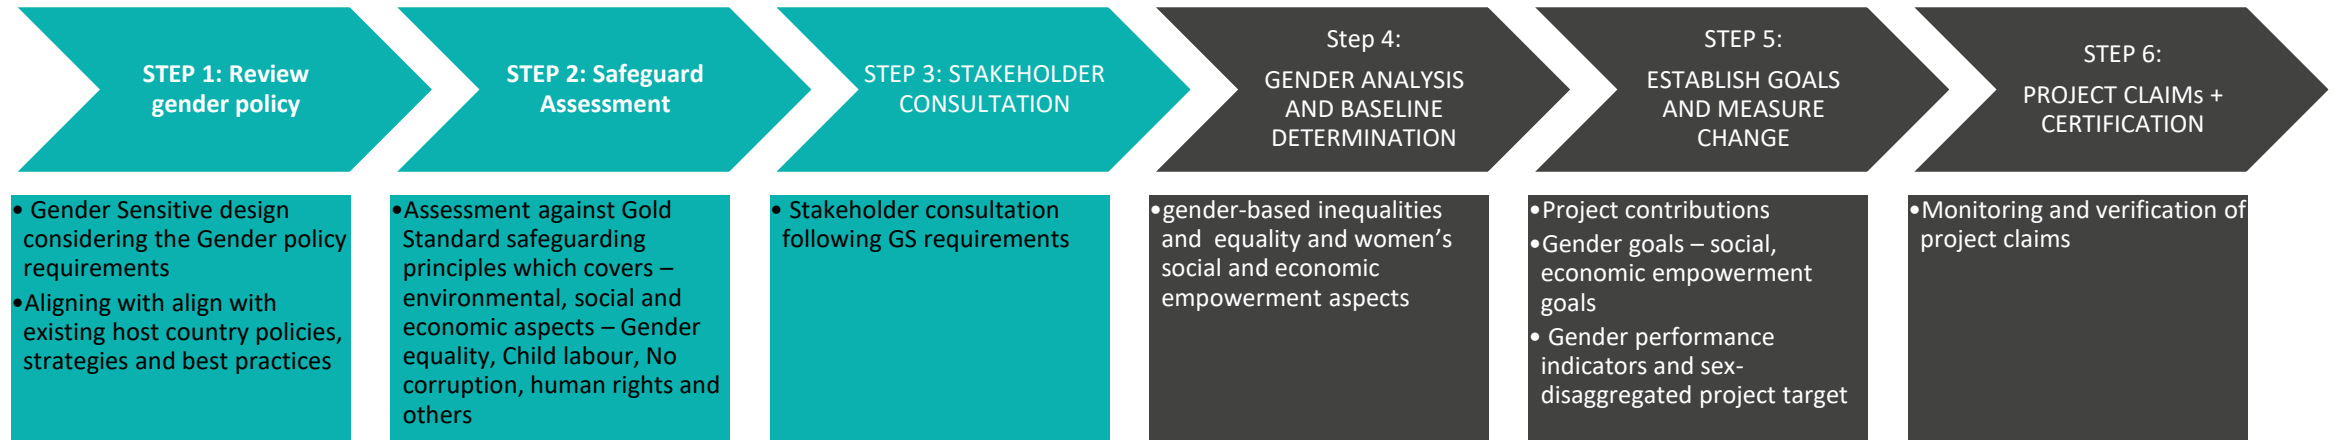 STEP 1: Review
gender policy
STEP 2: Safeguard
Assessment
STEP 3: STAKEHOLDER
CONSULTATION
Step 4:
GENDER ANALYSIS
AND BASELINE
DETERMINATION
STEP 5:
ESTABLISH GOALS
AND MEASURE
CHANGE
STEP 6:
PROJECT CLAIMs +
CERTIFICATION
• Gender Sensitive design
considering the Gender policy
requirements
•Aligning with align with
existing host country policies,
strategies and best practices
•Assessment against Gold
Standard safeguarding
principles which covers –
environmental, social and
economic aspects – Gender
equality, Child labour, No
corruption, human rights and
others
• Stakeholder consultation
following GS requirements
•gender-based inequalities
and  equality and women’s
social and economic
empowerment aspects
•Project contributions
•Gender goals – social,
economic empowerment
goals
• Gender performance
indicators and sex-
disaggregated project target
•Monitoring and verification of
project claims